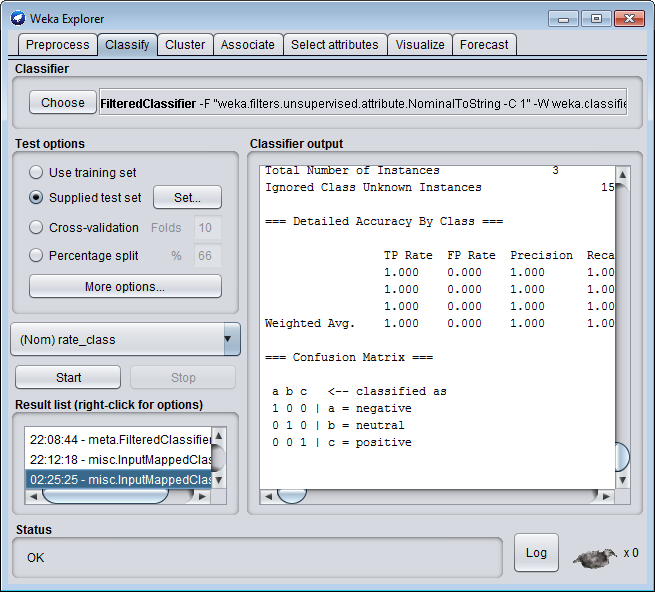 Weka Explorer
Preprocess Classify Cluster Associate Select attributes Visualize Forecast
Classifier
Choose FilteredClassifier -F "weka.filters.unsupervised.attribute.NominalToString -C 1" -W weka.classifie
Test options
Use training set
Supplied test set Set...
Cross-validation Folds 10
Percentage split % 66
More options...
(Nom) rate_class
Start Stop
Result list (right-click for options)
22:08:44 - meta.FilteredClassifier
22:12:18 - misc.InputMappedClas
02:25:25 - misc.InputMappedClas
Classifier output
Total Number of Instances 3
Ignored Class Unknown Instances 15
=== Detailed Accuracy By Class ===
TP Rate FP Rate Precision Reca
1.000 0.000 1.000 1.00
1.000 0.000 1.000 1.00
1.000 0.000 1.000 1.00
Weighted Avg. 1.000 0.000 1.000 1.00
=== Confusion Matrix ===
a b c <-- classified as
1 0 0 | a = negative
0 1 0 | b = neutral
0 0 1 | c = positive
Status
OK
Log x 0